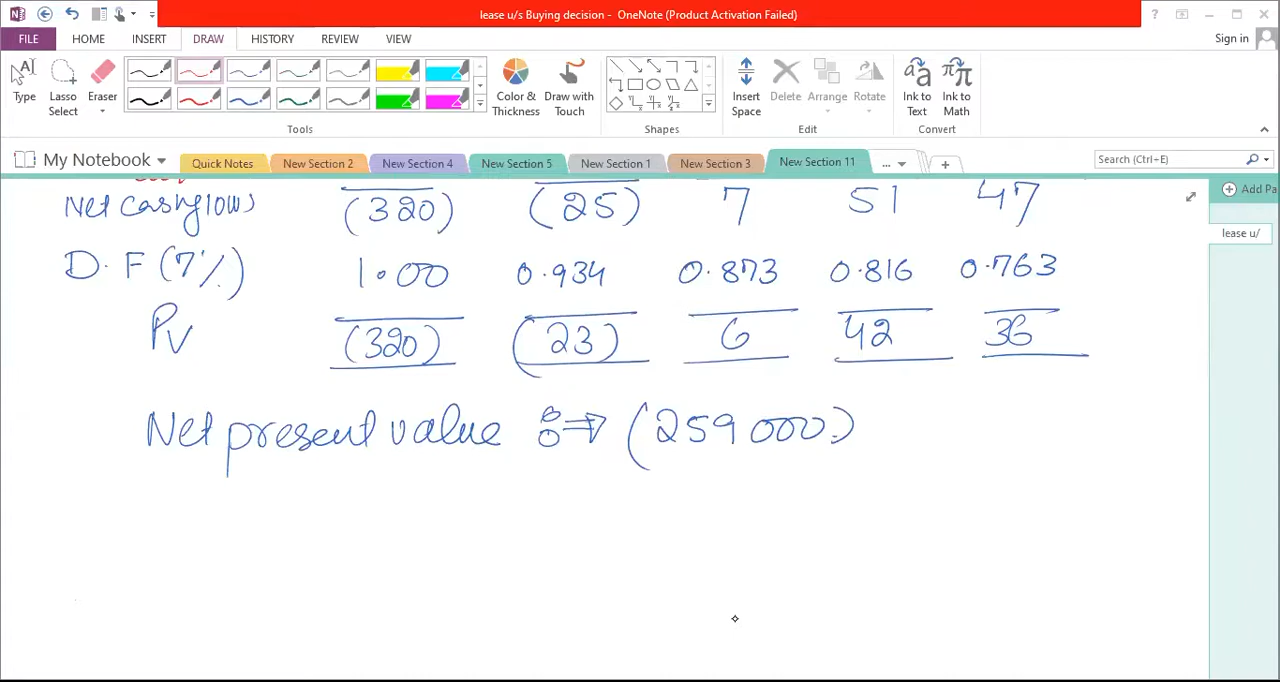 lease u/s Buying decision - OneNote (Product Activation Failed)
FILE HOME INSERT DRAW HISTORY REVIEW VIEW Sign in
Type Lasso Select Eraser Color & Thickness Draw with Touch Insert Space Delete Arrange Rotate Ink to Text Ink to Math
Tools Shapes Edit Convert
My Notebook Quick Notes New Section 2 New Section 4 New Section 5 New Section 1 New Section 3 New Section 11 ... Search (Ctrl+E)
Add Pa
lease u/
Net cashflows (320) (25) 7 51 47
D.F (7%) 1.00 0.934 0.873 0.816 0.763
PV (320) (23) 6 42 36
Net present value ⇒ (259000)